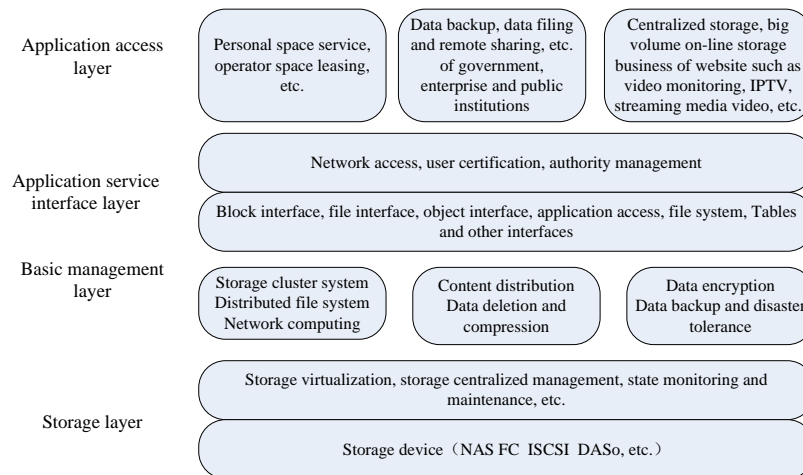 Application access
layer
Personal space service,
operator space leasing,
etc.
Data backup, data filing
and remote sharing, etc.
of government,
enterprise and public
institutions
Centralized storage, big
volume on-line storage
business of website such as
video monitoring, IPTV,
streaming media video, etc.
Application service
interface layer
Network access, user certification, authority management
Block interface, file interface, object interface, application access, file system, Tables
and other interfaces
Basic management
layer
Storage cluster system
Distributed file system
Network computing
Content distribution
Data deletion and
compression
Data encryption
Data backup and disaster
tolerance
Storage layer
Storage virtualization, storage centralized management, state monitoring and
maintenance, etc.
Storage device（NAS FC ISCSI DASo, etc.）